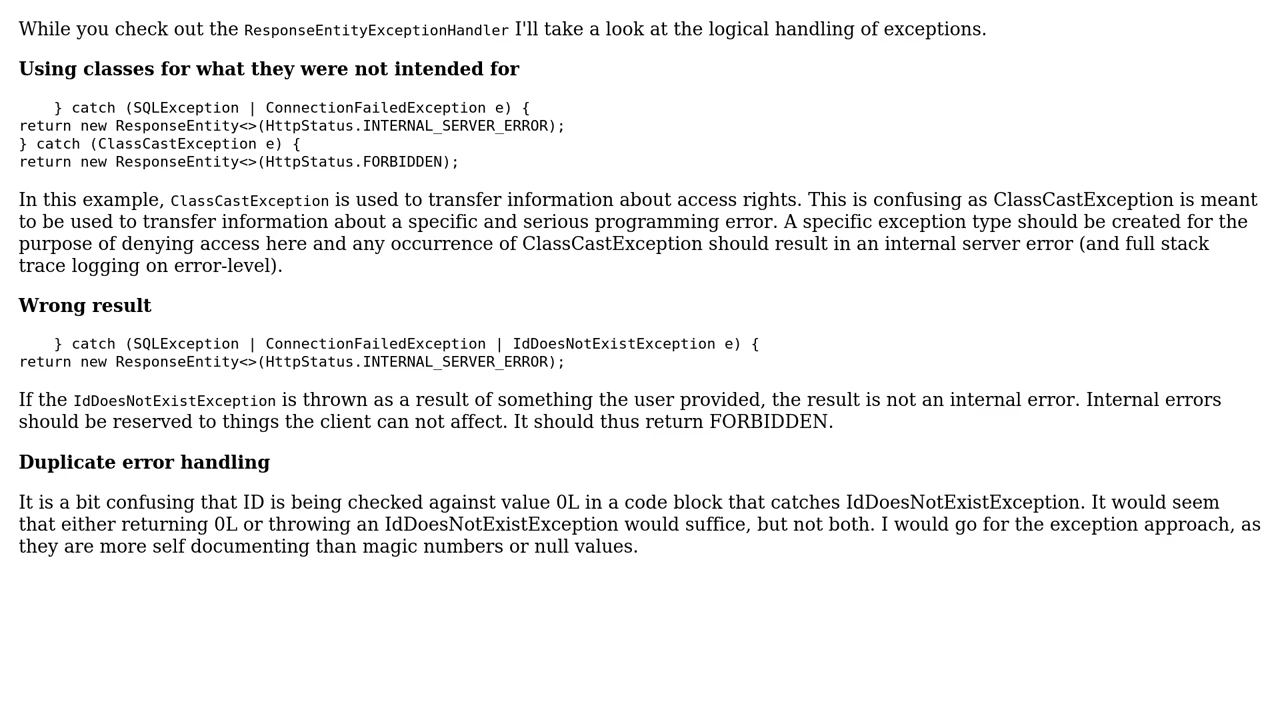 While you check out the ResponseEntityExceptionHandler I'll take a look at the logical handling of exceptions.
Using classes for what they were not intended for
    } catch (SQLException | ConnectionFailedException e) {
return new ResponseEntity<>(HttpStatus.INTERNAL_SERVER_ERROR);
} catch (ClassCastException e) {
return new ResponseEntity<>(HttpStatus.FORBIDDEN);
In this example, ClassCastException is used to transfer information about access rights. This is confusing as ClassCastException is meant
to be used to transfer information about a specific and serious programming error. A specific exception type should be created for the
purpose of denying access here and any occurrence of ClassCastException should result in an internal server error (and full stack
trace logging on error-level).
Wrong result
    } catch (SQLException | ConnectionFailedException | IdDoesNotExistException e) {
return new ResponseEntity<>(HttpStatus.INTERNAL_SERVER_ERROR);
If the IdDoesNotExistException is thrown as a result of something the user provided, the result is not an internal error. Internal errors
should be reserved to things the client can not affect. It should thus return FORBIDDEN.
Duplicate error handling
It is a bit confusing that ID is being checked against value 0L in a code block that catches IdDoesNotExistException. It would seem
that either returning 0L or throwing an IdDoesNotExistException would suffice, but not both. I would go for the exception approach, as
they are more self documenting than magic numbers or null values.